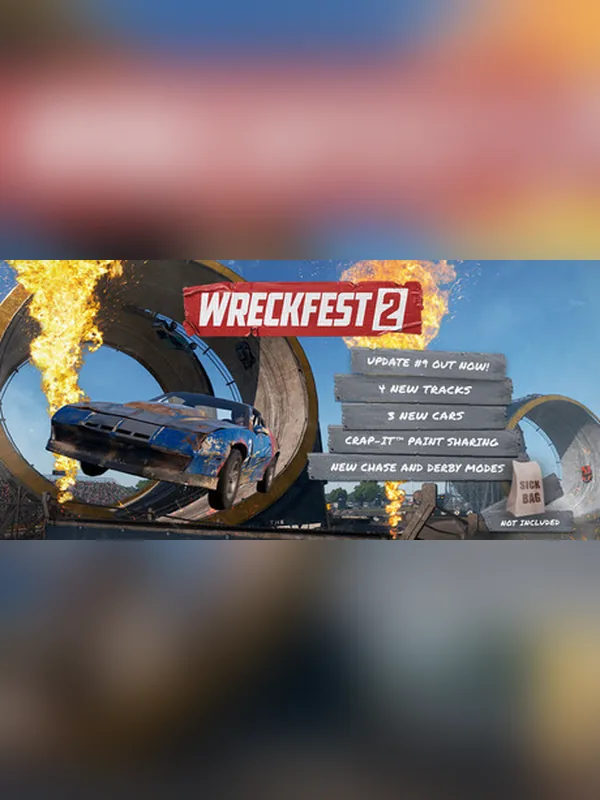 WRECKFEST 2
UPDATE #9 OUT NOW!
4 NEW TRACKS
3 NEW CARS
CRAP-IT™ PAINT SHARING
NEW CHASE AND DERBY MODES
SICK
BAG
NOT INCLUDED
THE